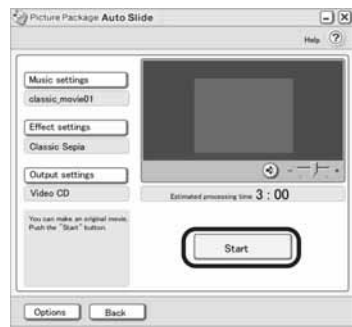 Picture Package Auto Slide
Help ?
Music settings
classic_movie01
Effect settings
Classic Sepia
Output settings
Video CD
Estimated processing time 3 : 00
You can make an original movie.
Push the "Start" button.
Start
Options
Back